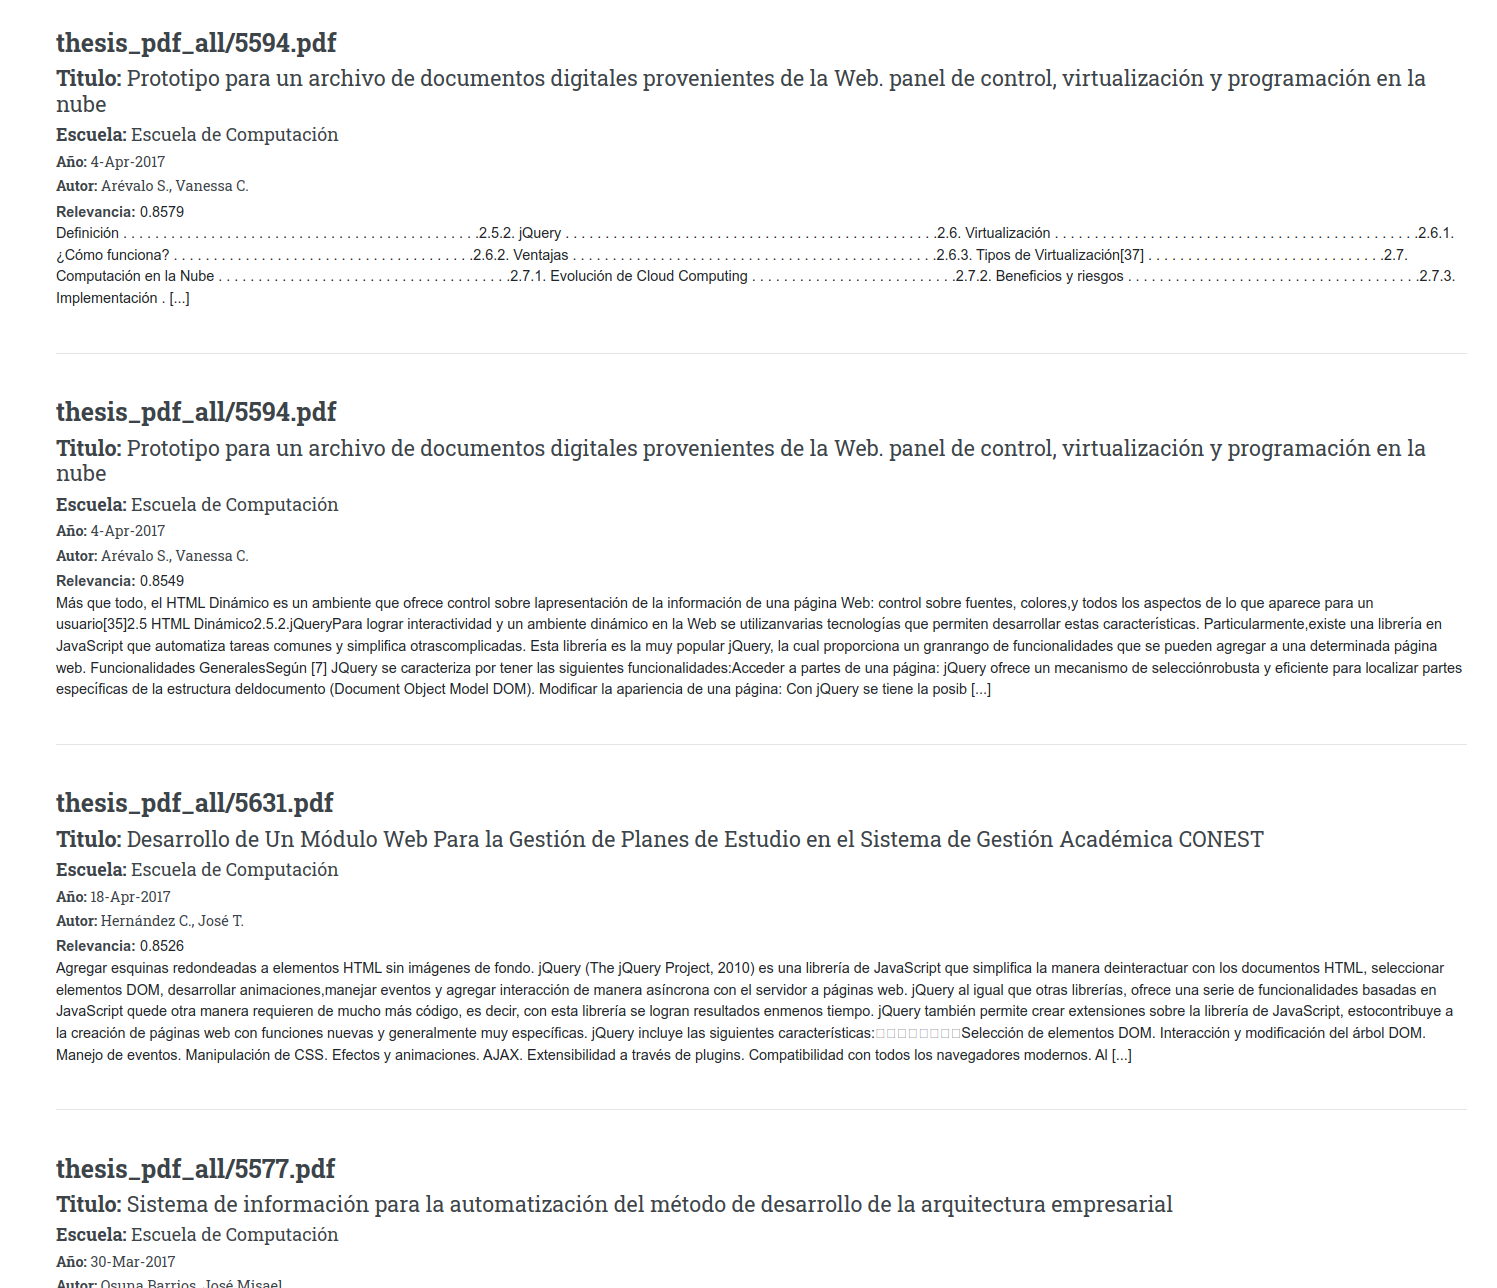 thesis_pdf_all/5594.pdf
Titulo: Prototipo para un archivo de documentos digitales provenientes de la Web. panel de control, virtualización y programación en la
nube
Escuela: Escuela de Computación
Año: 4-Apr-2017
Autor: Arévalo S., Vanessa C.
Relevancia: 0.8579
Definición . . . . . . . . . . . . . . . . . . . . . . . . . . . . . . . . . . . . . . . . . . . . .2.5.2. jQuery . . . . . . . . . . . . . . . . . . . . . . . . . . . . . . . . . . . . . . . . . . . . . . .2.6. Virtualización . . . . . . . . . . . . . . . . . . . . . . . . . . . . . . . . . . . . . . . . . . . . . .2.6.1.
¿Cómo funciona? . . . . . . . . . . . . . . . . . . . . . . . . . . . . . . . . . . . . . .2.6.2. Ventajas . . . . . . . . . . . . . . . . . . . . . . . . . . . . . . . . . . . . . . . . . . . . . .2.6.3. Tipos de Virtualización[37] . . . . . . . . . . . . . . . . . . . . . . . . . . . . . .2.7.
Computación en la Nube . . . . . . . . . . . . . . . . . . . . . . . . . . . . . . . . . . . . .2.7.1. Evolución de Cloud Computing . . . . . . . . . . . . . . . . . . . . . . . . . .2.7.2. Beneficios y riesgos . . . . . . . . . . . . . . . . . . . . . . . . . . . . . . . . . . . . .2.7.3.
Implementación . [...]
thesis_pdf_all/5594.pdf
Titulo: Prototipo para un archivo de documentos digitales provenientes de la Web. panel de control, virtualización y programación en la
nube
Escuela: Escuela de Computación
Año: 4-Apr-2017
Autor: Arévalo S., Vanessa C.
Relevancia: 0.8549
Más que todo, el HTML Dinámico es un ambiente que ofrece control sobre lapresentación de la información de una página Web: control sobre fuentes, colores,y todos los aspectos de lo que aparece para un
usuario[35]2.5 HTML Dinámico2.5.2.jQueryPara lograr interactividad y un ambiente dinámico en la Web se utilizanvarias tecnologías que permiten desarrollar estas características. Particularmente,existe una librería en
JavaScript que automatiza tareas comunes y simplifica otrascomplicadas. Esta librería es la muy popular jQuery, la cual proporciona un granrango de funcionalidades que se pueden agregar a una determinada página
web. Funcionalidades GeneralesSegún [7] JQuery se caracteriza por tener las siguientes funcionalidades:Acceder a partes de una página: jQuery ofrece un mecanismo de selecciónrobusta y eficiente para localizar partes
específicas de la estructura deldocumento (Document Object Model DOM). Modificar la apariencia de una página: Con jQuery se tiene la posib [...]
thesis_pdf_all/5631.pdf
Titulo: Desarrollo de Un Módulo Web Para la Gestión de Planes de Estudio en el Sistema de Gestión Académica CONEST
Escuela: Escuela de Computación
Año: 18-Apr-2017
Autor: Hernández C., José T.
Relevancia: 0.8526
Agregar esquinas redondeadas a elementos HTML sin imágenes de fondo. jQuery (The jQuery Project, 2010) es una librería de JavaScript que simplifica la manera deinteractuar con los documentos HTML, seleccionar
elementos DOM, desarrollar animaciones,manejar eventos y agregar interacción de manera asíncrona con el servidor a páginas web. jQuery al igual que otras librerías, ofrece una serie de funcionalidades basadas en
JavaScript quede otra manera requieren de mucho más código, es decir, con esta librería se logran resultados enmenos tiempo. jQuery también permite crear extensiones sobre la librería de JavaScript, estocontribuye a
la creación de páginas web con funciones nuevas y generalmente muy específicas. jQuery incluye las siguientes características:□□□□□□□□Selección de elementos DOM. Interacción y modificación del árbol DOM.
Manejo de eventos. Manipulación de CSS. Efectos y animaciones. AJAX. Extensibilidad a través de plugins. Compatibilidad con todos los navegadores modernos. Al [...]
thesis_pdf_all/5577.pdf
Titulo: Sistema de información para la automatización del método de desarrollo de la arquitectura empresarial
Escuela: Escuela de Computación
Año: 30-Mar-2017
Autor: Osuna Barrios, José Misael